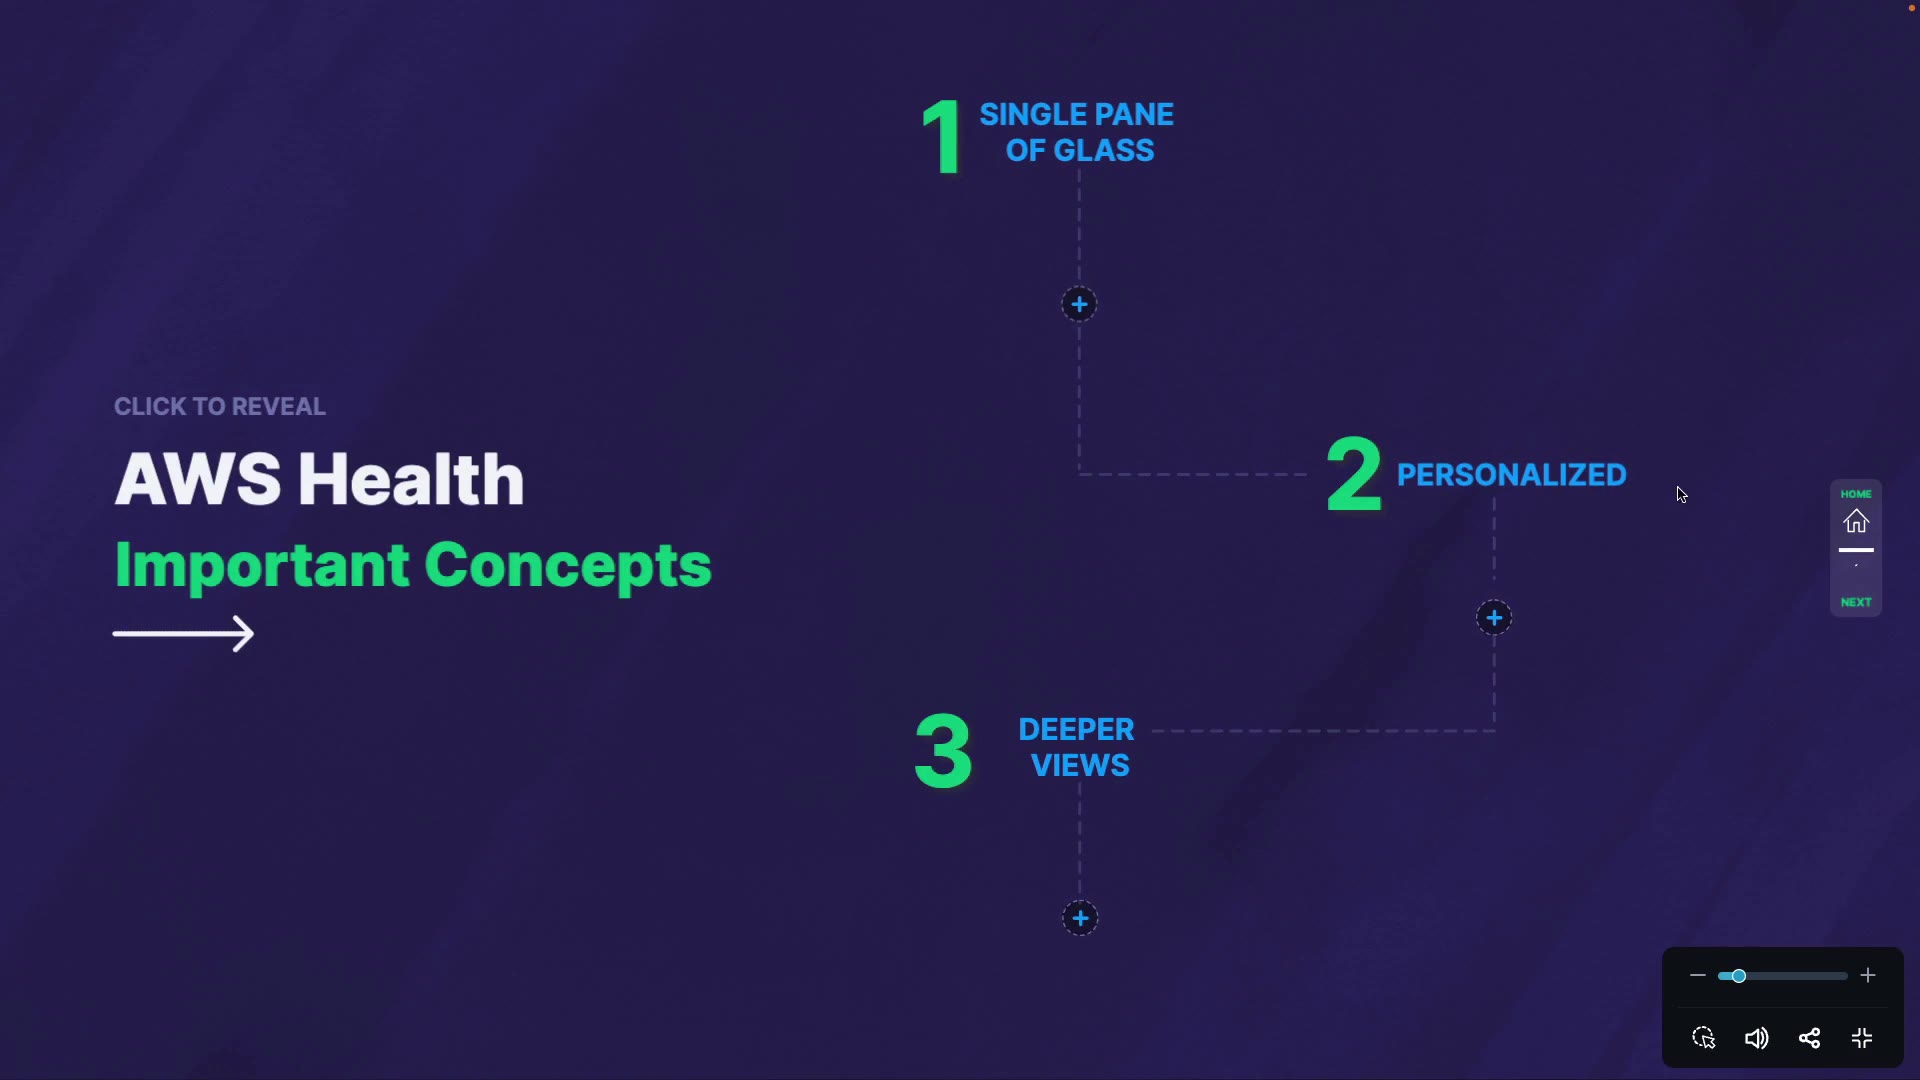 CLICK TO REVEAL
AWS Health
Important Concepts
1
SINGLE PANE
OF GLASS
2
PERSONALIZED
3
DEEPER
VIEWS
HOME
NEXT